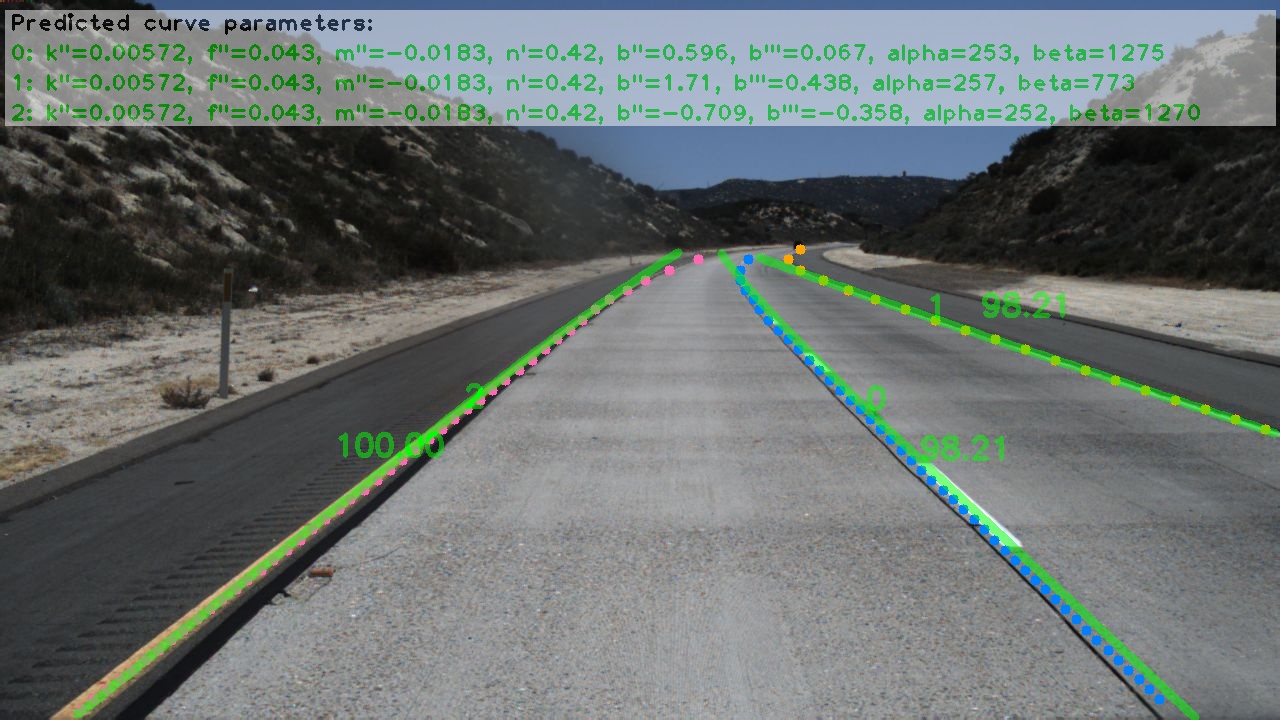 Predicted curve parameters:
0: k''=0.00572, f''=0.043, m''=-0.0183, n'=0.42, b''=0.596, b'''=0.067, alpha=253, beta=1275
1: k''=0.00572, f''=0.043, m''=-0.0183, n'=0.42, b''=1.71, b'''=0.438, alpha=257, beta=773
2: k''=0.00572, f''=0.043, m''=-0.0183, n'=0.42, b''=-0.709, b'''=-0.358, alpha=252, beta=1270
1 98.21
2 0
100.00 98.21